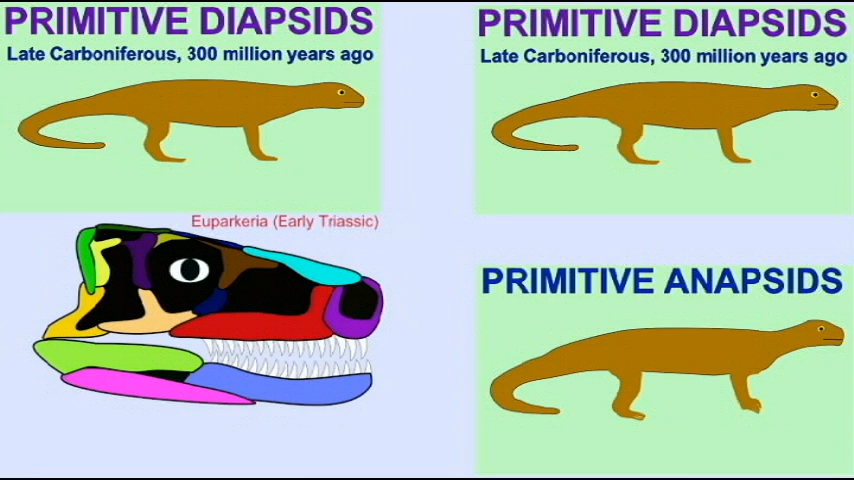 PRIMITIVE DIAPSIDS
Late Carboniferous, 300 million years ago
PRIMITIVE DIAPSIDS
Late Carboniferous, 300 million years ago
Euparkeria (Early Triassic)
PRIMITIVE ANAPSIDS